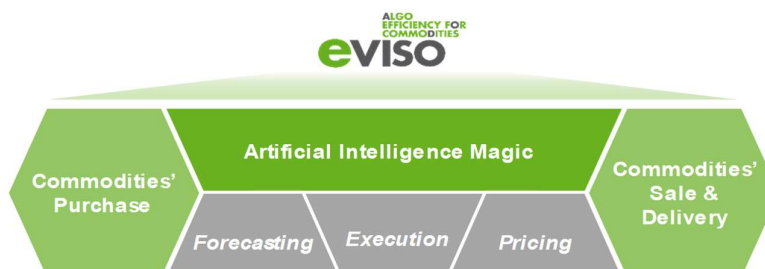 ALGO
EFFICIENCY FOR
COMMODITIES
eVISO
Artificial Intelligence Magic
Commodities'
Purchase
Commodities'
Sale &
Delivery
Forecasting
Execution
Pricing